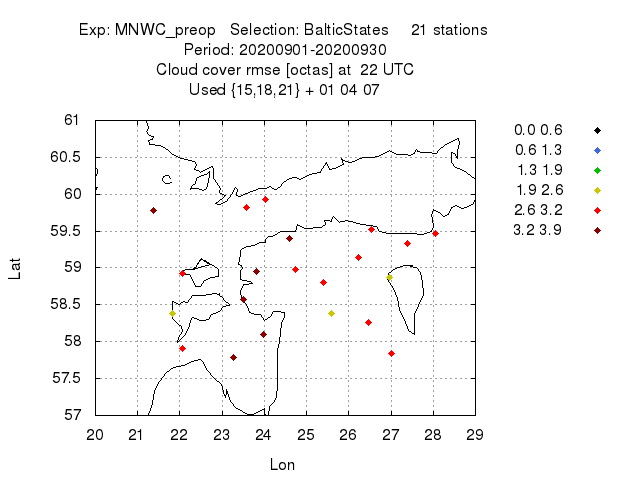 Exp: MNWC_preop   Selection: BalticStates     21 stations
Period: 20200901-20200930
Cloud cover rmse [octas] at  22 UTC
Used {15,18,21} + 01 04 07
61
60.5
60
59.5
59
58.5
58
57.5
57
Lat
20 21 22 23 24 25 26 27 28 29
Lon
0.0 0.6
0.6 1.3
1.3 1.9
1.9 2.6
2.6 3.2
3.2 3.9